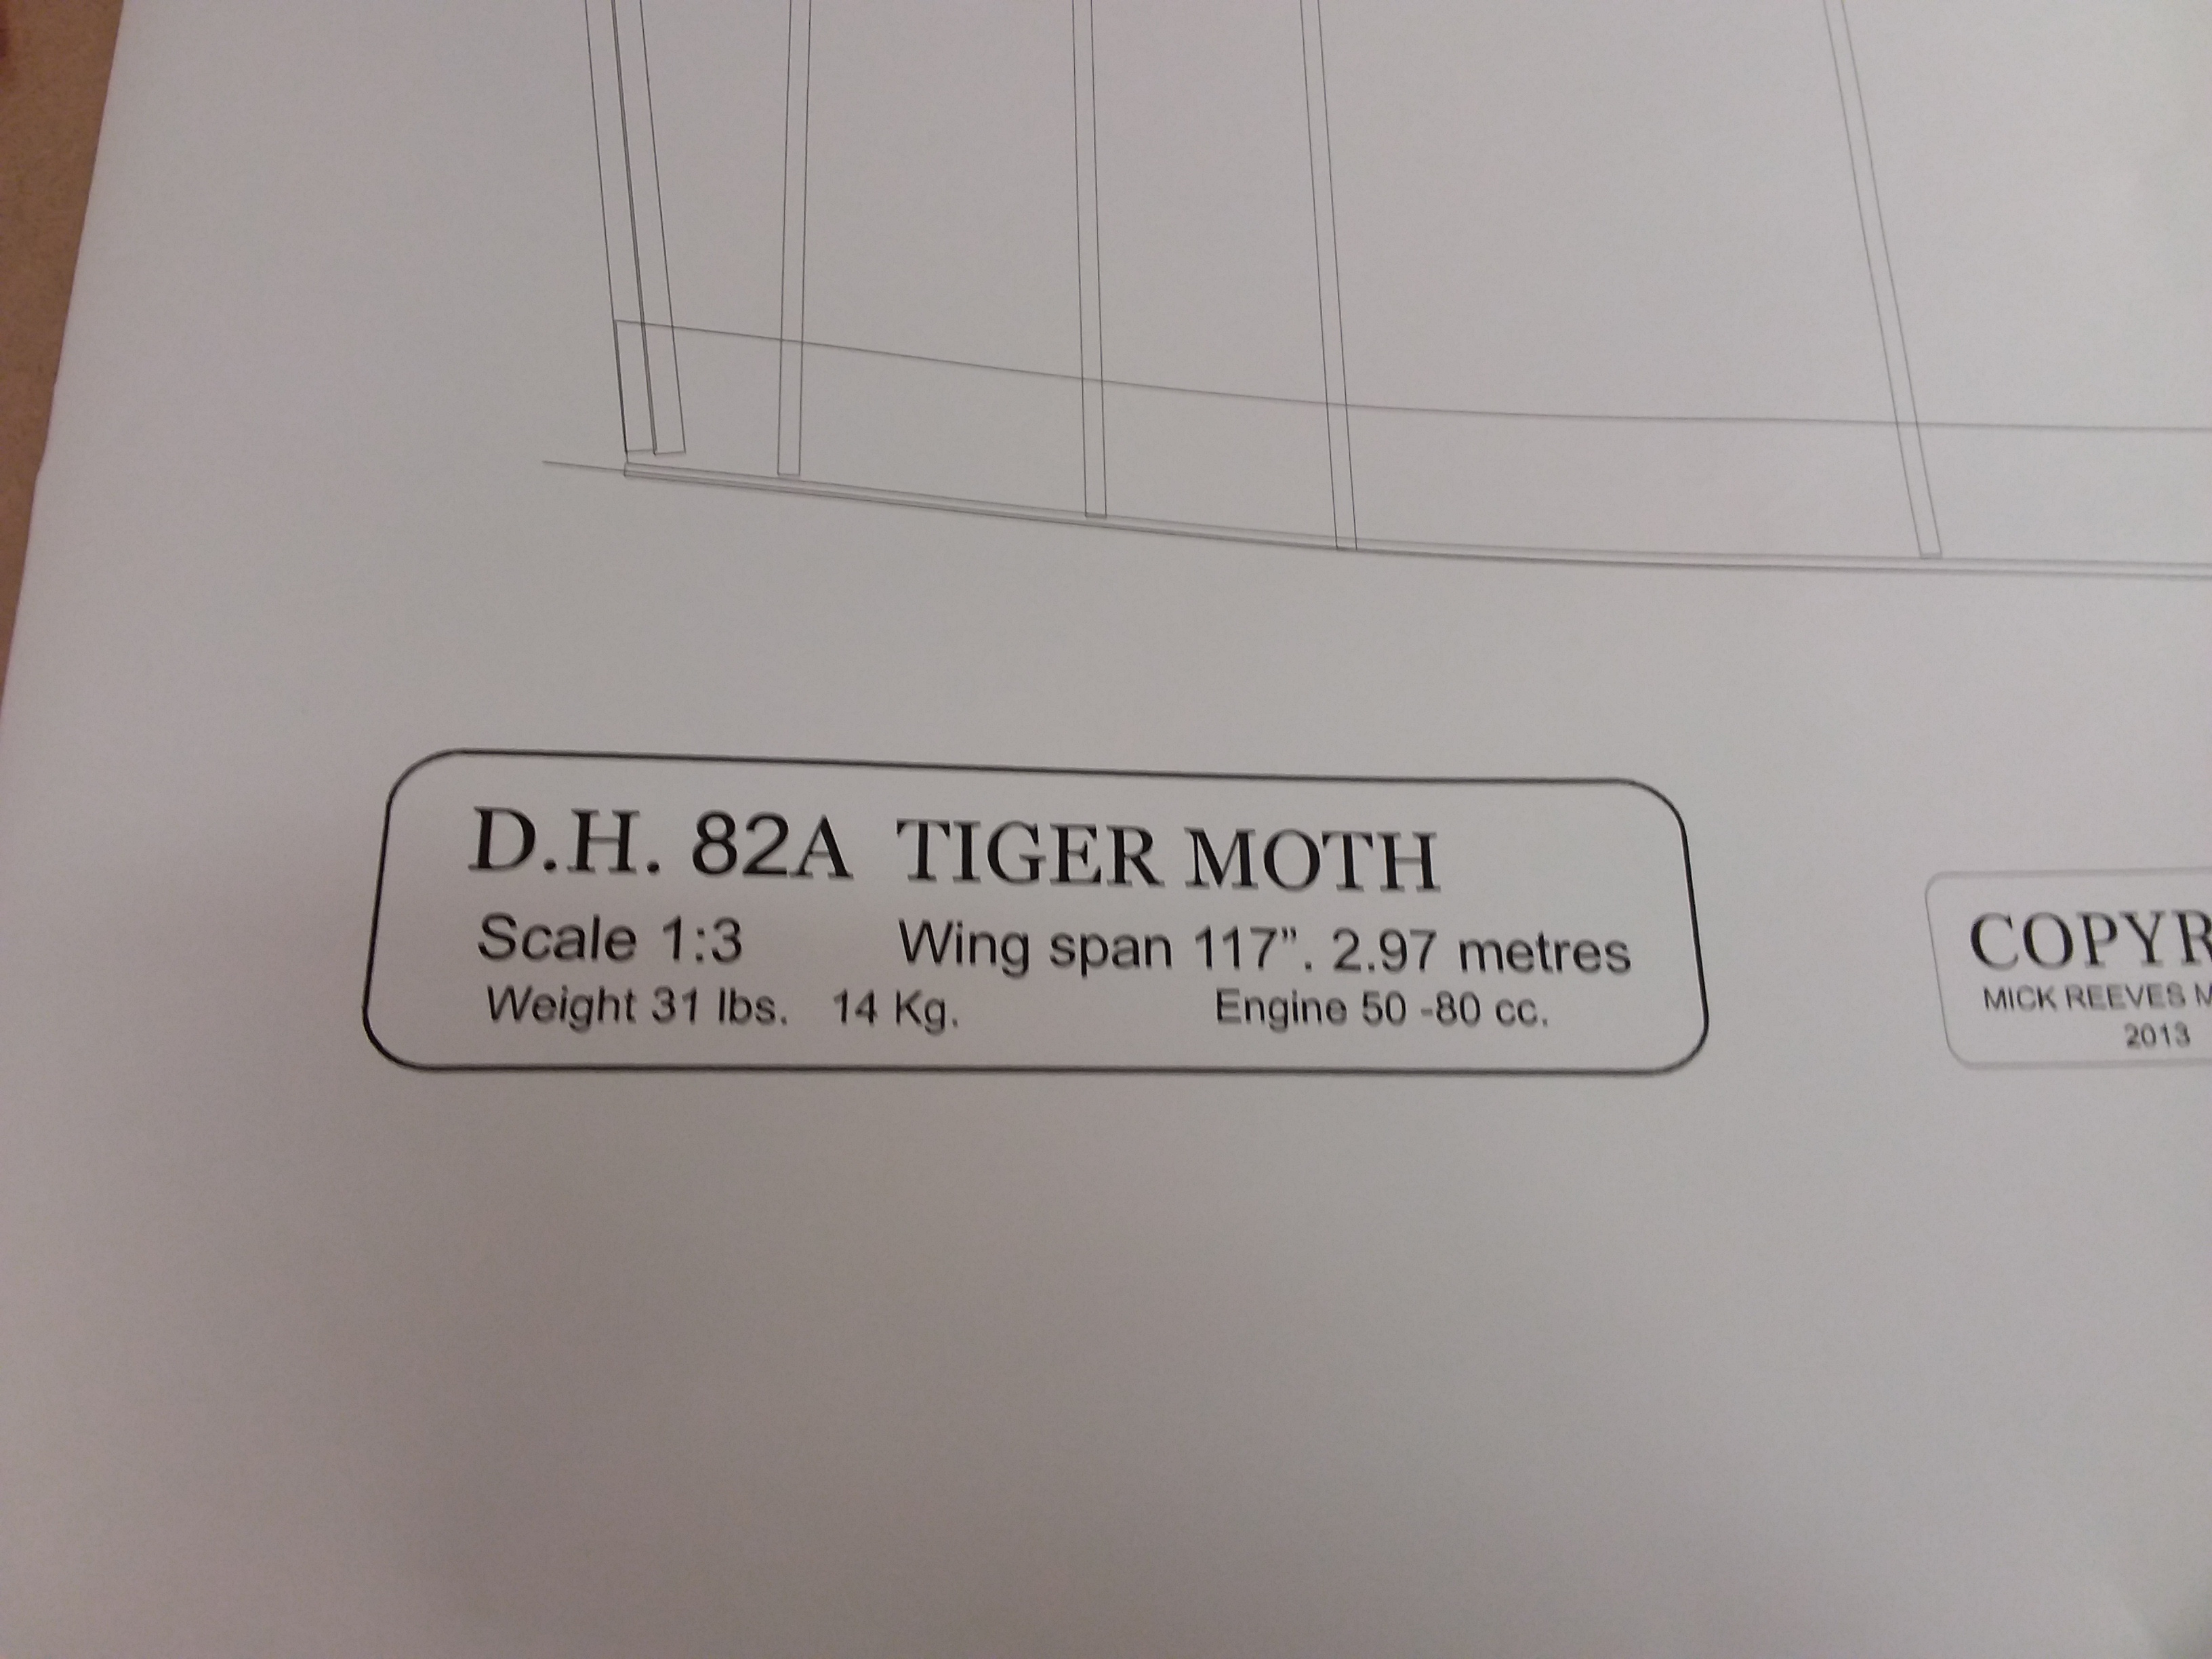 D.H. 82A TIGER MOTH
Scale 1:3 Wing span 117”. 2.97 metres
Weight 31 lbs. 14 Kg. Engine 50 -80 cc.
MICK REEVES
2013